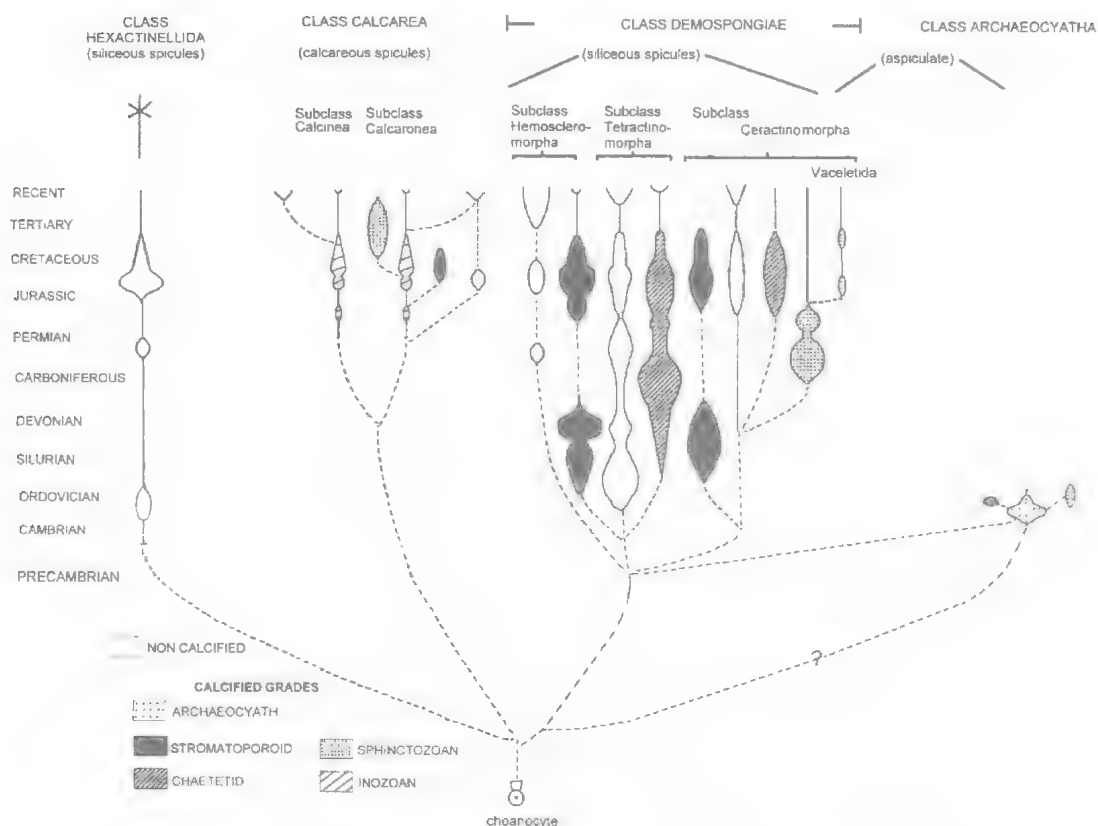 CLASS
HEXACTINELLIDA
(siliceous spicules)
CLASS CALCAREA
(calcareous spicules)
CLASS DEMOSPONGIAE
(siliceous spicules)
CLASS ARCHAEOCYATHA
(aspiculate)
Subclass
Calcinea
Subclass
Calcaronea
Subclass
Hemosclero-
morpha
Subclass
Tetractino-
morpha
Subclass
Ceractinomorpha
Vaceletida
RECENT
TERTIARY
CRETACEOUS
JURASSIC
PERMIAN
CARBONIFEROUS
DEVONIAN
SILURIAN
ORDOVICIAN
CAMBRIAN
PRECAMBRIAN
?
NON CALCIFIED
CALCIFIED GRADES
ARCHAEOCYATH
STROMATOPOROID
SPHINCTOZOAN
CHAETETID
INOZOAN
choanocyte